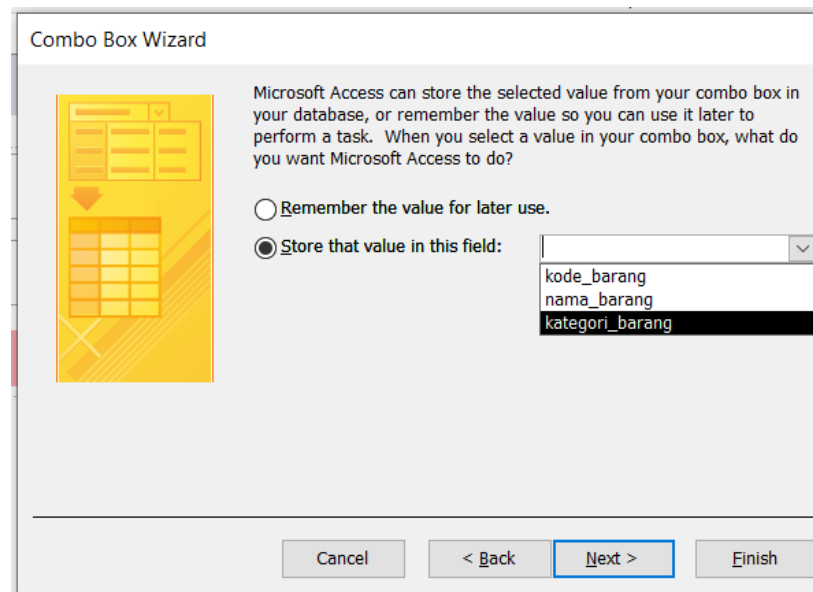 Combo Box Wizard
Microsoft Access can store the selected value from your combo box in
your database, or remember the value so you can use it later to
perform a task. When you select a value in your combo box, what do
you want Microsoft Access to do?
Remember the value for later use.
Store that value in this field:
kode_barang
nama_barang
kategori_barang
Cancel
< Back
Next >
Finish